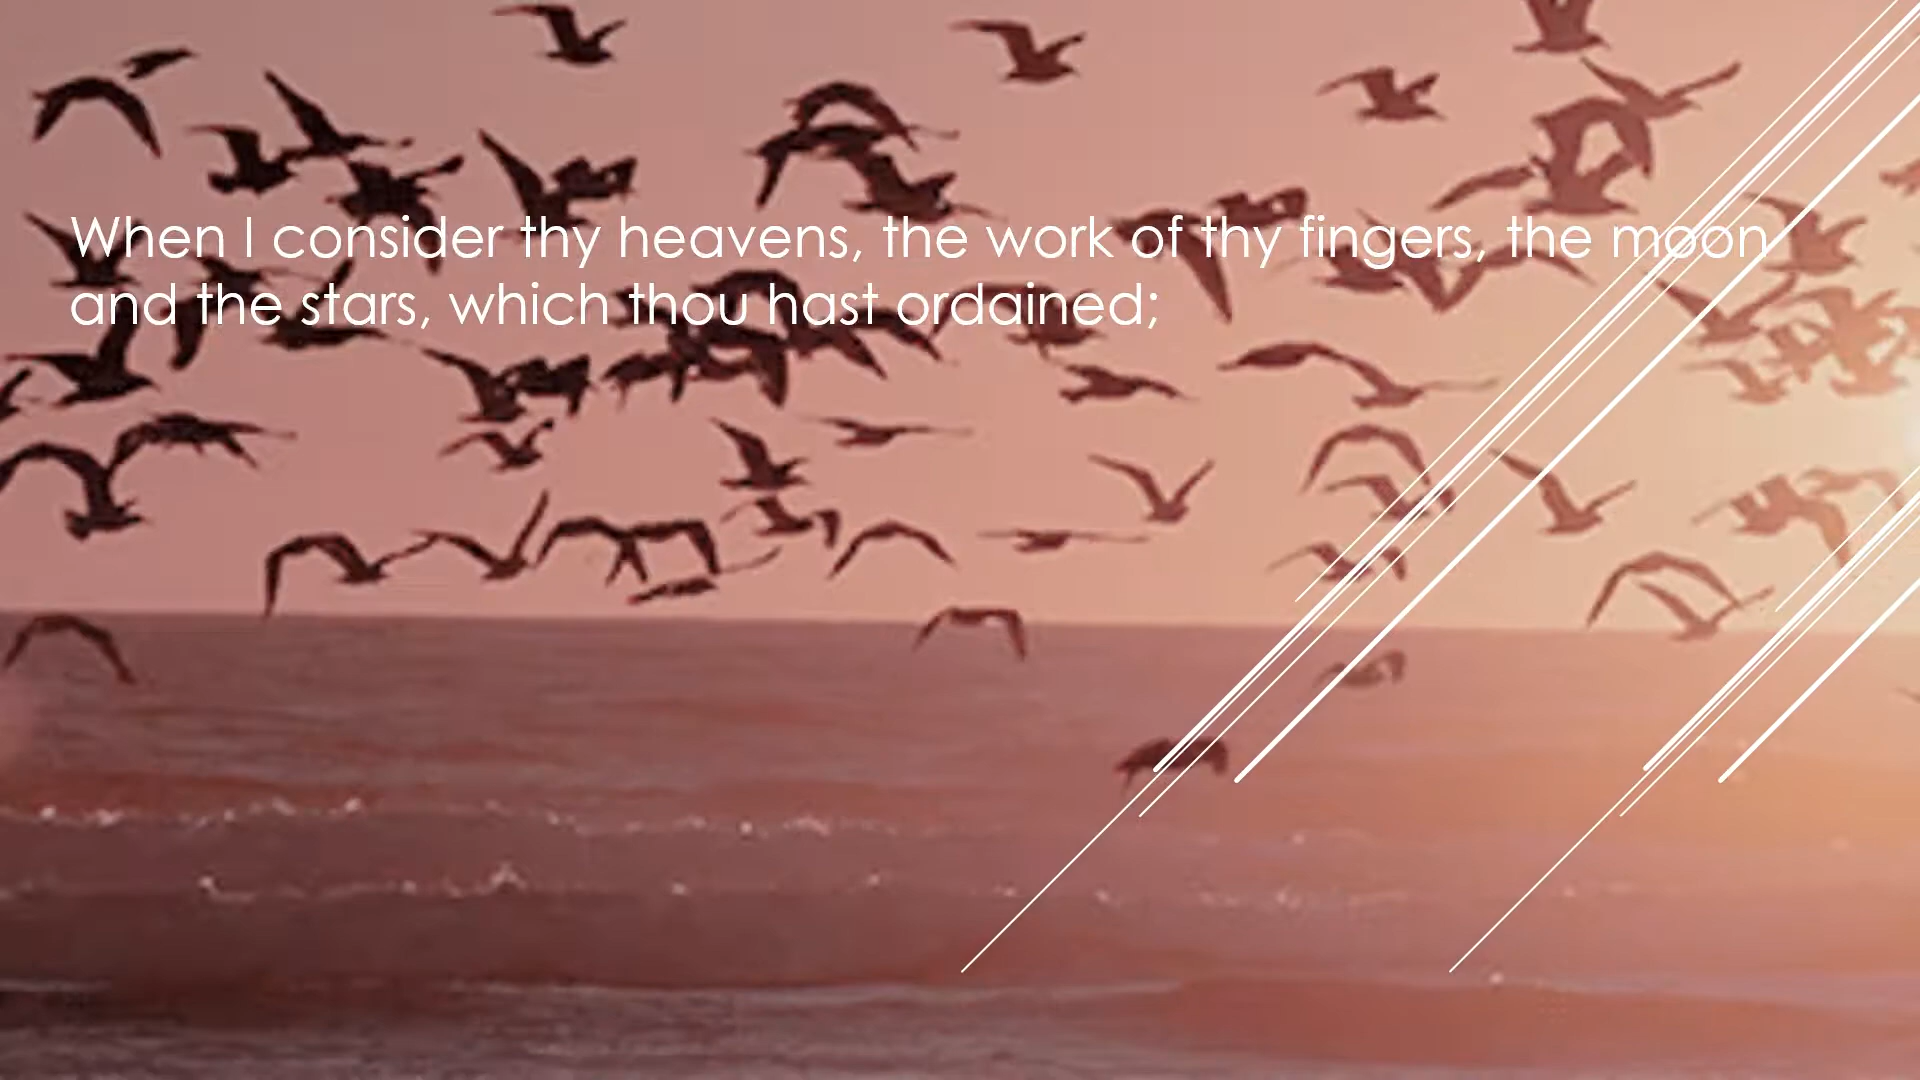 When I consider thy heavens, the work of thy fingers, the moon
and the stars, which thou hast ordained;